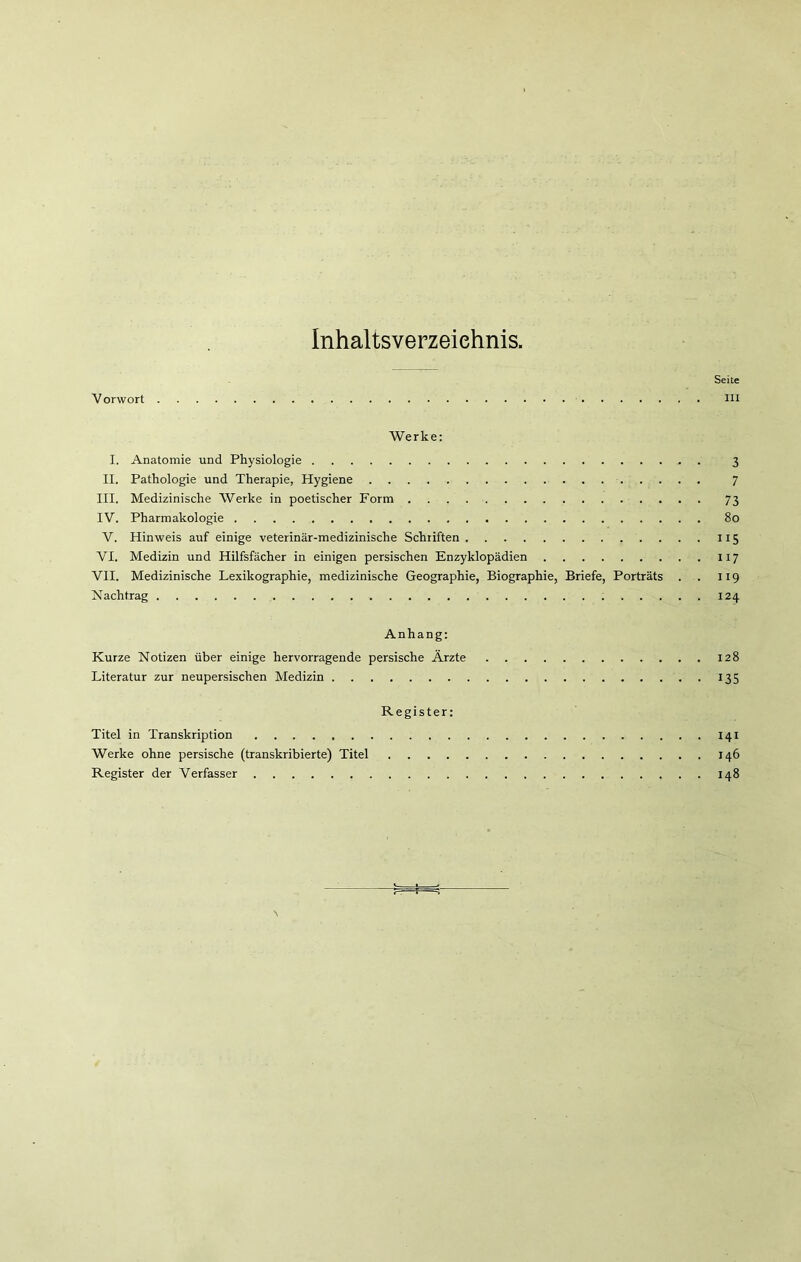 Inhaltsverzeichnis.
Seite
Vorwort . . . . . . . . . . III
Werke:
I. Anatomie und Physiologie . . . . . . . . . . 3
II. Pathologie und Therapie, Hygiene . . . . . . . . . . 7
III. Medizinische Werke in poetischer Form . . . . . . . . . . 73
IV. Pharmakologie . . . . . . . . . . 80
V. Hinweis auf einige veterinär-medizinische Schriften . . . . . . . . . . 115
VI. Medizin und Hilfsfächer in einigen persischen Enzyklopädien . . . . . . . . . 117
VII. Medizinische Lexikographie, medizinische Geographie, Biographie, Briefe, Porträts . . 119
Nachtrag . . . . . . . . . . 124
Anhang:
Kurze Notizen über einige hervorragende persische Ärzte . . . . . . . . . . 128
Literatur zur neupersischen Medizin . . . . . . . . . . 135
Register:
Titel in Transkription . . . . . . . . . . 141
Werke ohne persische (transkribierte) Titel . . . . . . . . . . 146
Register der Verfasser . . . . . . . . . . 148